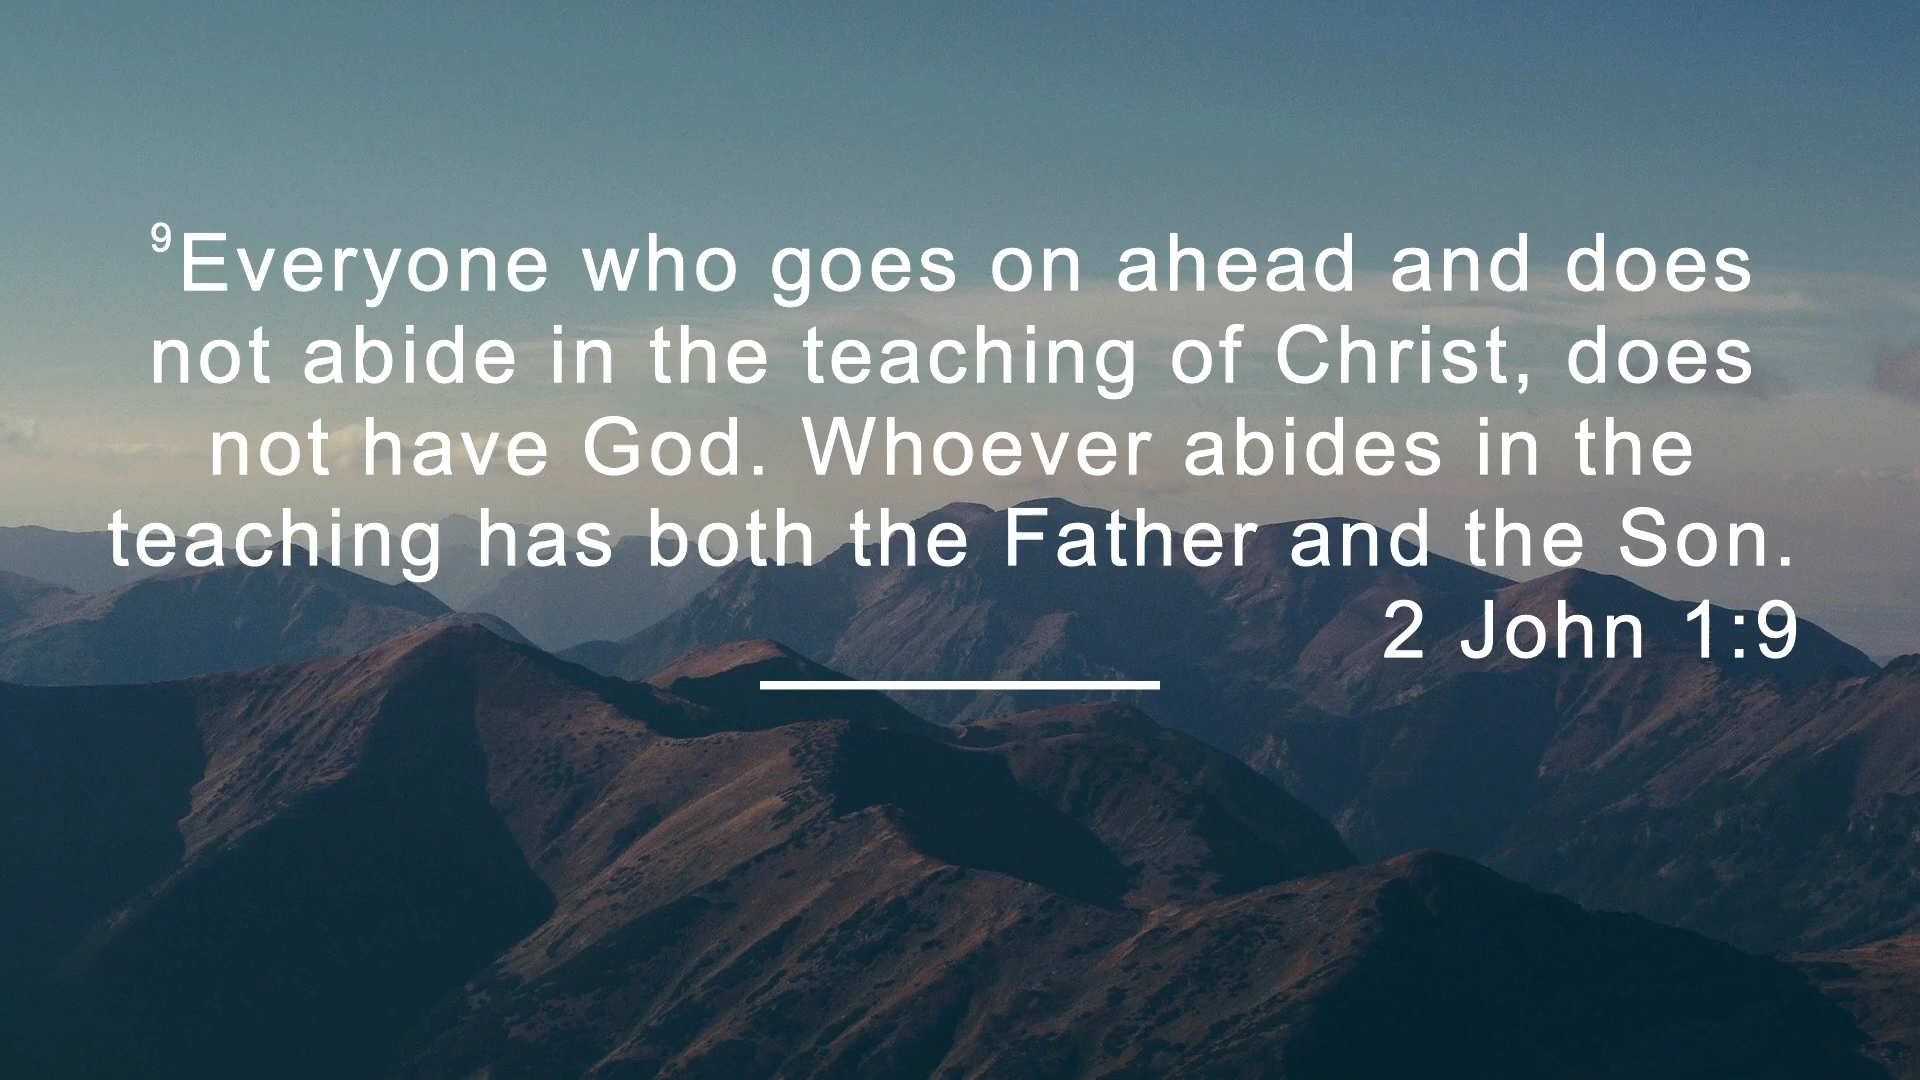 ⁹Everyone who goes on ahead and does
not abide in the teaching of Christ, does
not have God. Whoever abides in the
teaching has both the Father and the Son.
2 John 1:9